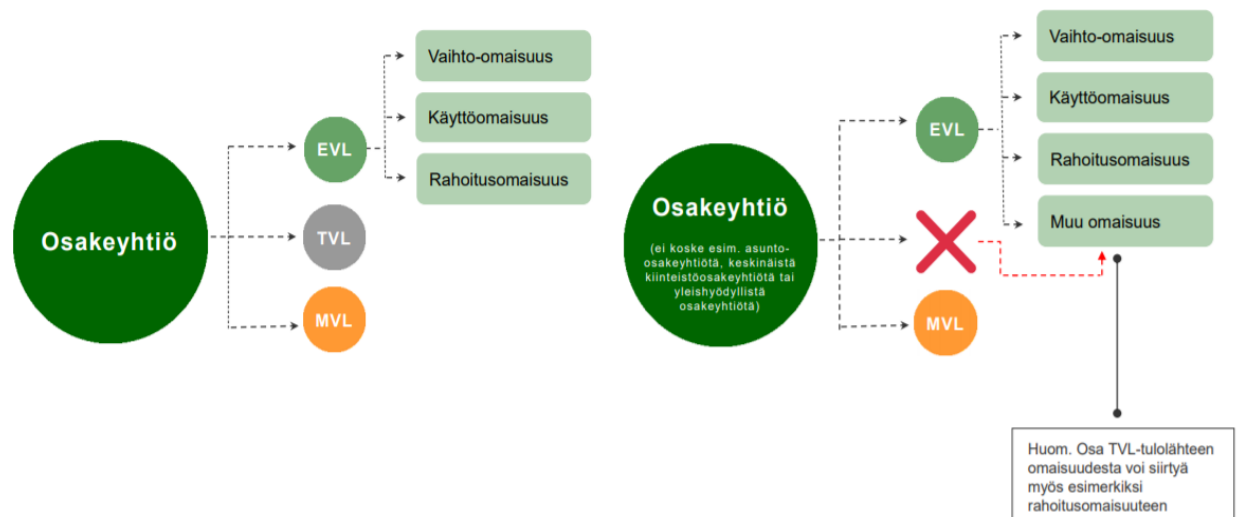 Osakeyhtiö
EVL
TVL
MVL
Vaihto-omaisuus
Käyttöomaisuus
Rahoitusomaisuus
Osakeyhtiö
(ei koske esim. asunto-
osakeyhtiötä, keskinäistä
kiinteistöosakeyhtiötä tai
yleishyödyllistä
osakeyhtiötä)
EVL
MVL
Vaihto-omaisuus
Käyttöomaisuus
Rahoitusomaisuus
Muu omaisuus
Huom. Osa TVL-tulolähteen
omaisuudesta voi siirtyä
myös esimerkiksi
rahoitusomaisuuteen